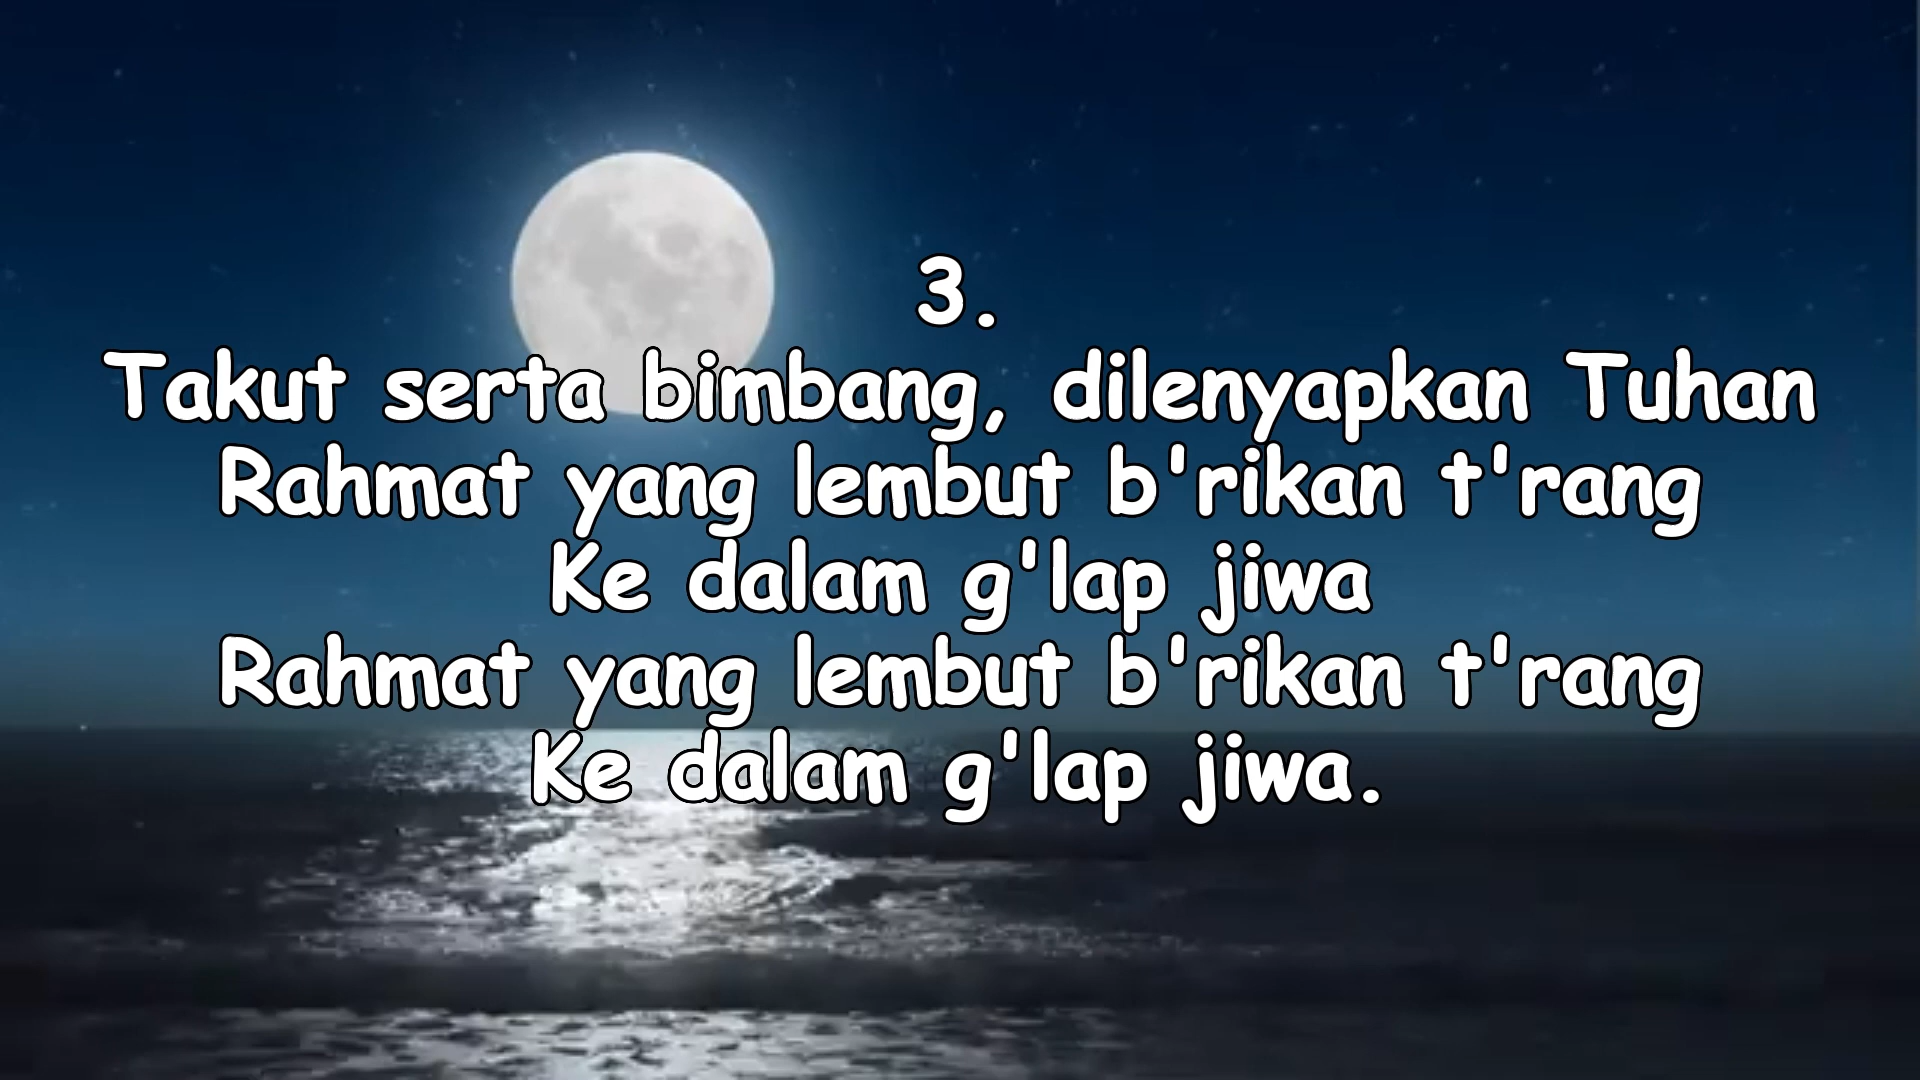 3.
Takut serta bimbang, dilenyapkan Tuhan
Rahmat yang lembut b'rikan t'rang
Ke dalam g'lap jiwa
Rahmat yang lembut b'rikan t'rang
Ke dalam g'lap jiwa.